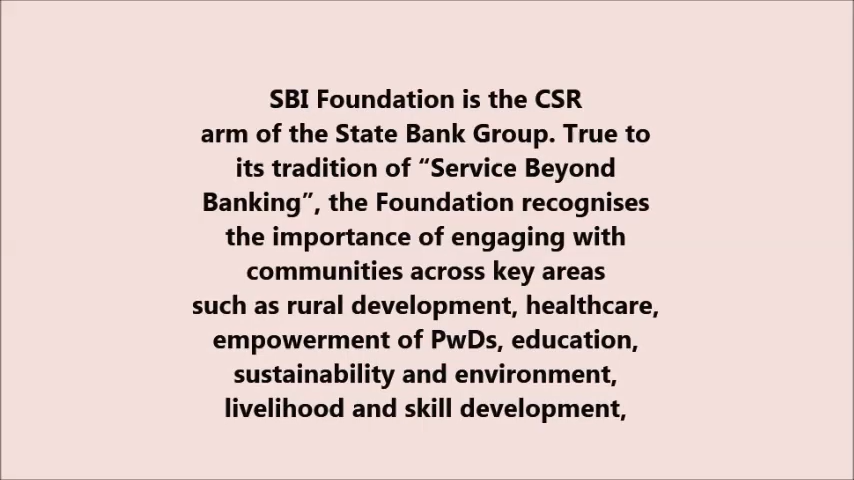 SBI Foundation is the CSR
arm of the State Bank Group. True to
its tradition of “Service Beyond
Banking”, the Foundation recognises
the importance of engaging with
communities across key areas
such as rural development, healthcare,
empowerment of PwDs, education,
sustainability and environment,
livelihood and skill development,